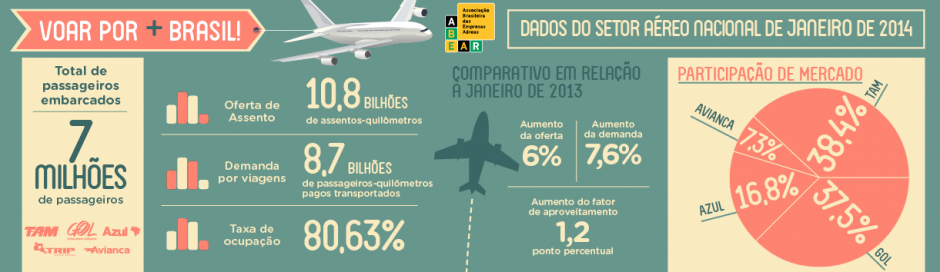 VOAR POR + BRASIL!
Associação
Brasileira
das
Empresas
Aéreas
ABEAR
DADOS DO SETOR AÉREO NACIONAL DE JANEIRO DE 2014
Total de
passageiros
embarcados
7
MILHÕES
de passageiros
TAM GOL Azul
TRIP Avianca
Oferta de
Assento
10,8 BILHÕES
de assentos-quilômetros
Demanda
por viagens
8,7 BILHÕES
de passageiros-quilômetros
pagos transportados
Taxa de
ocupação
80,63%
COMPARATIVO EM RELAÇÃO
À JANEIRO DE 2013
Aumento
da oferta
6%
Aumento
da demanda
7,6%
Aumento do fator
de aproveitamento
1,2
ponto percentual
PARTICIPAÇÃO DE MERCADO
TAM
38.4%
AVIANCA
7,3%
AZUL
16,8%
37.5%
GOL